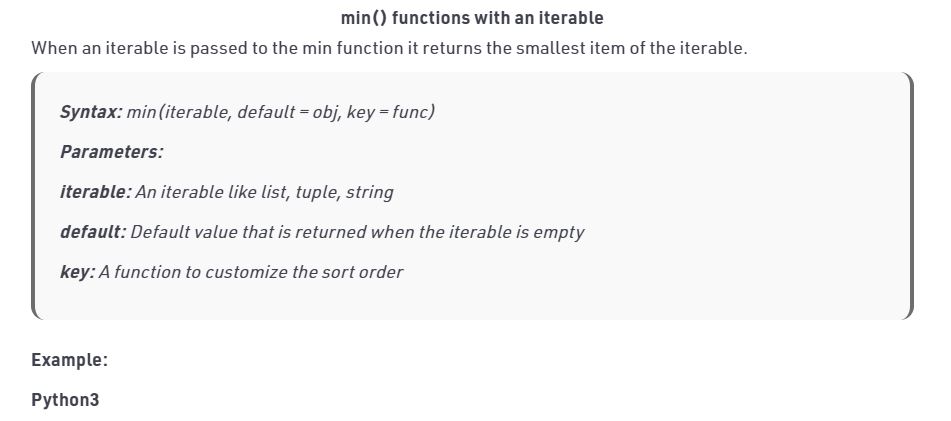 min() functions with an iterable
When an iterable is passed to the min function it returns the smallest item of the iterable.
Syntax: min(iterable, default = obj, key = func)
Parameters:
iterable: An iterable like list, tuple, string
default: Default value that is returned when the iterable is empty
key: A function to customize the sort order
Example:
Python3